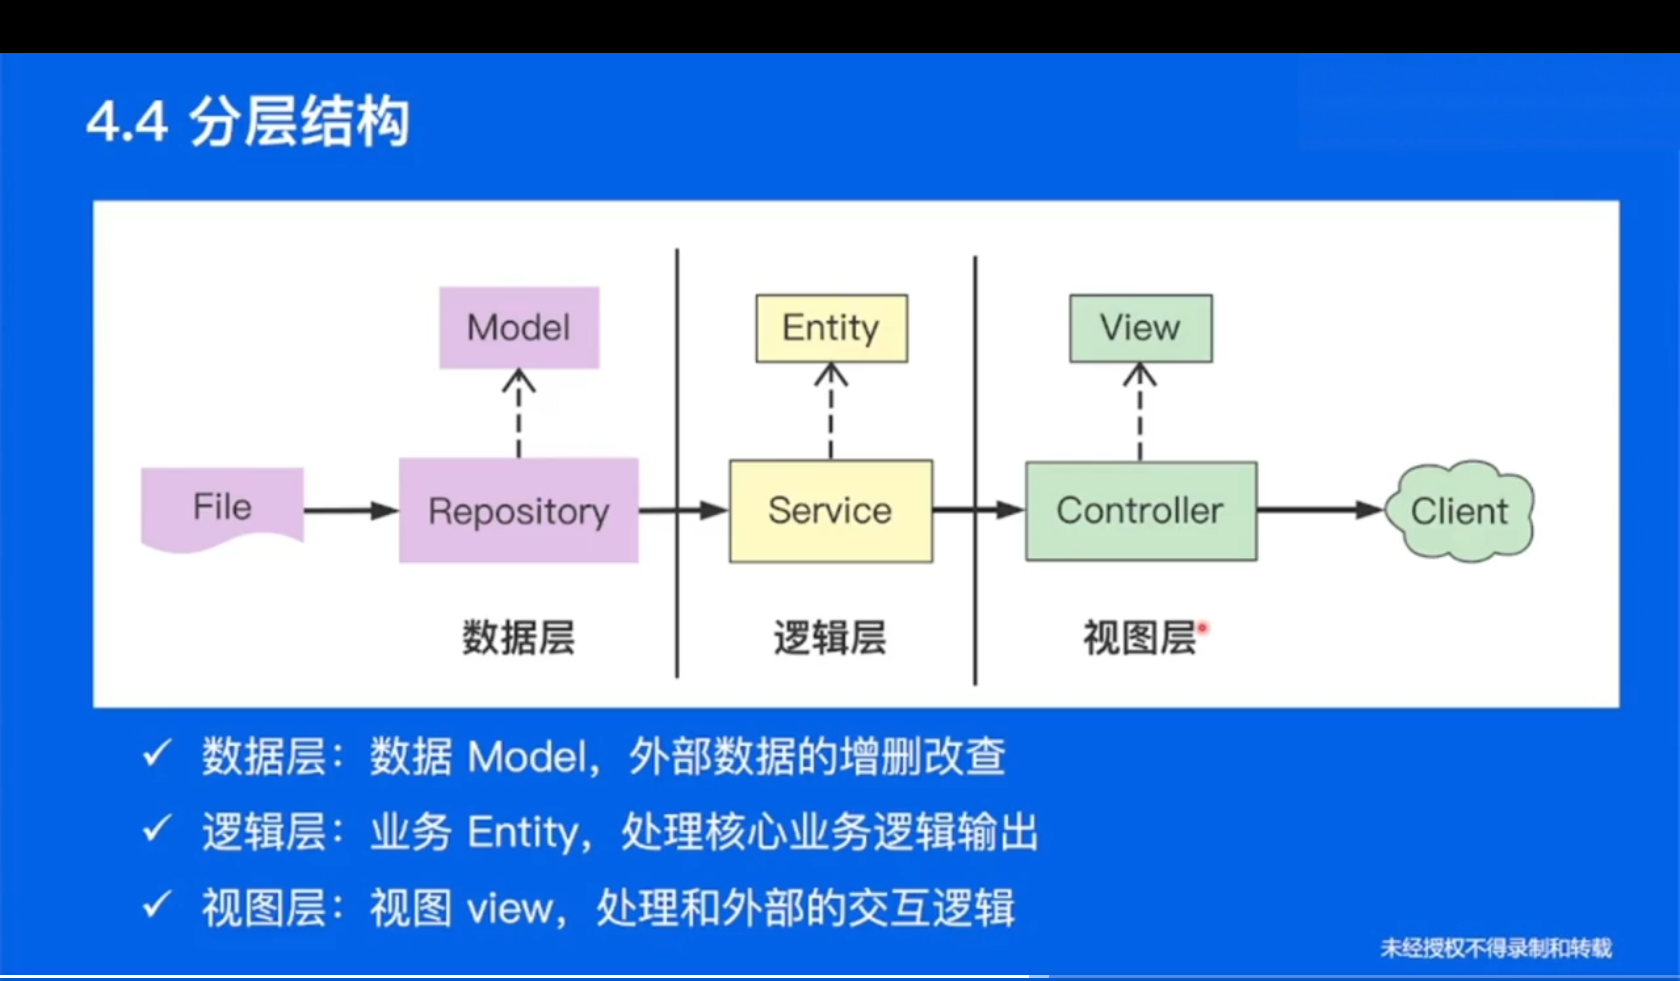 4.4 分层结构
Model
Entity
View
File
Repository
Service
Controller
Client
数据层
逻辑层
视图层
✓ 数据层：数据 Model，外部数据的增删改查
✓ 逻辑层：业务 Entity，处理核心业务逻辑输出
✓ 视图层：视图 view，处理和外部的交互逻辑
未经授权不得录制和转载